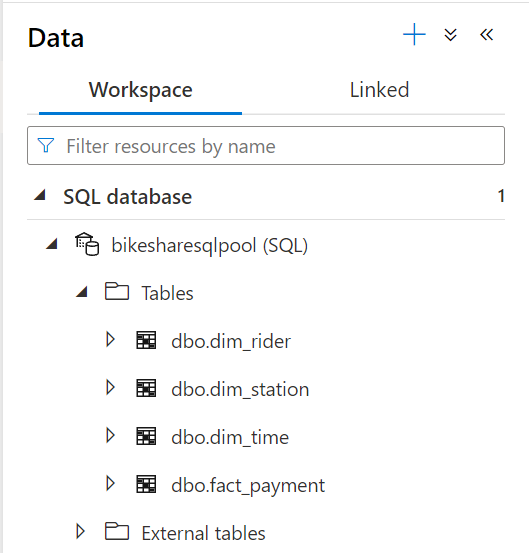 Data
Workspace Linked
Filter resources by name
SQL database 1
bikesharesqlpool (SQL)
Tables
dbo.dim_rider
dbo.dim_station
dbo.dim_time
dbo.fact_payment
External tables